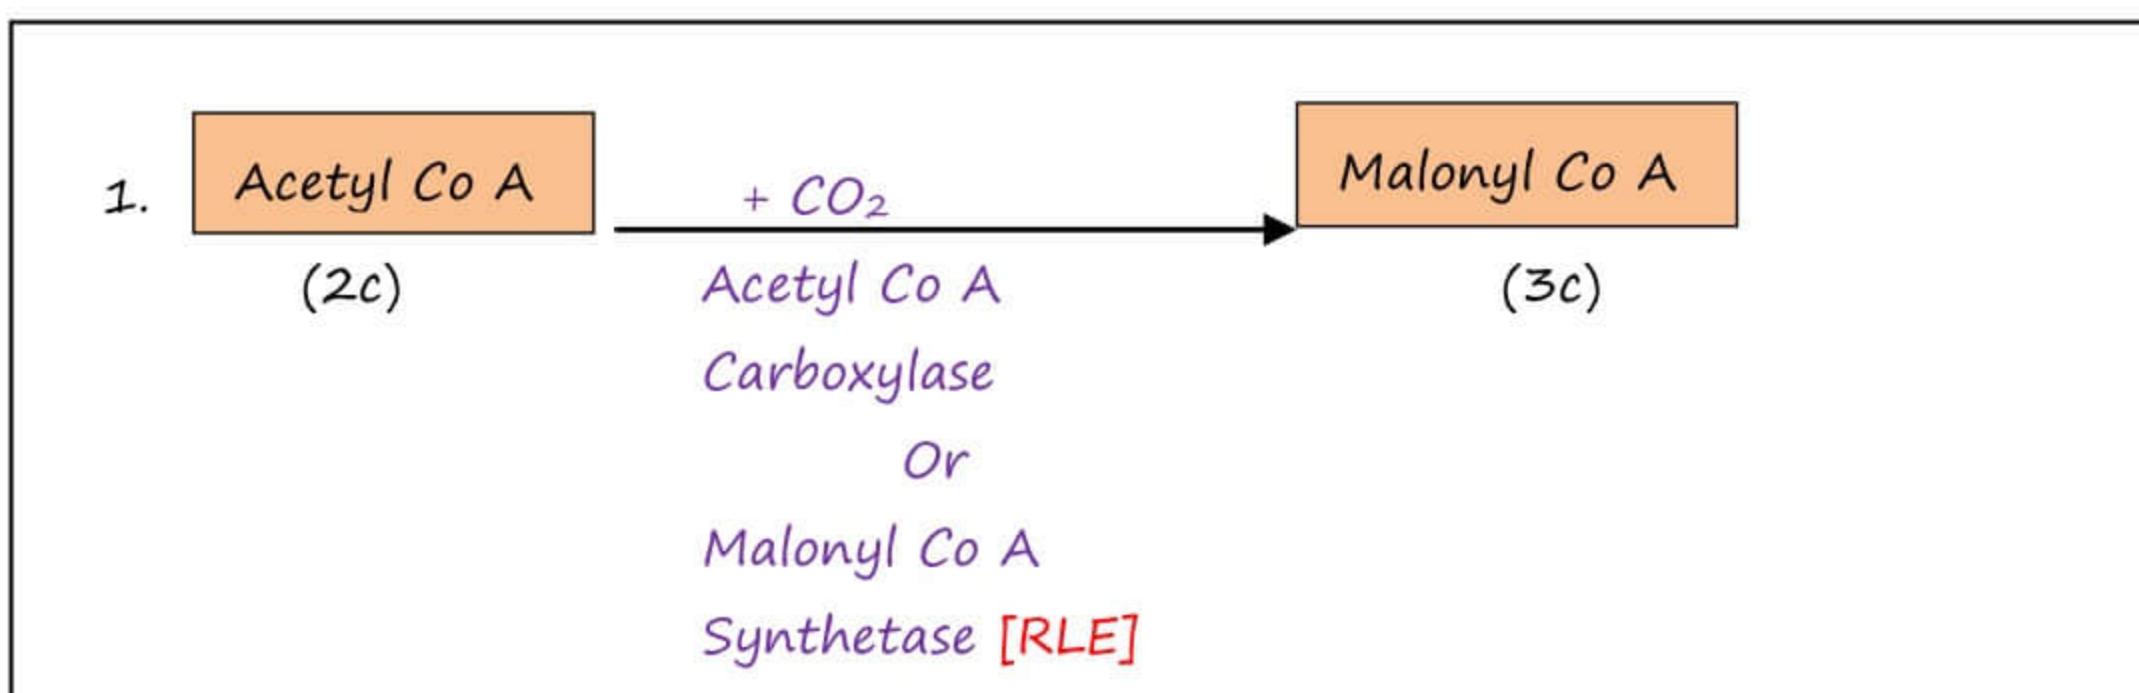 1. Acetyl Co A + CO₂ Malonyl Co A
(2c) Acetyl Co A (3c)
Carboxylase
Or
Malonyl Co A
Synthetase [RLE]